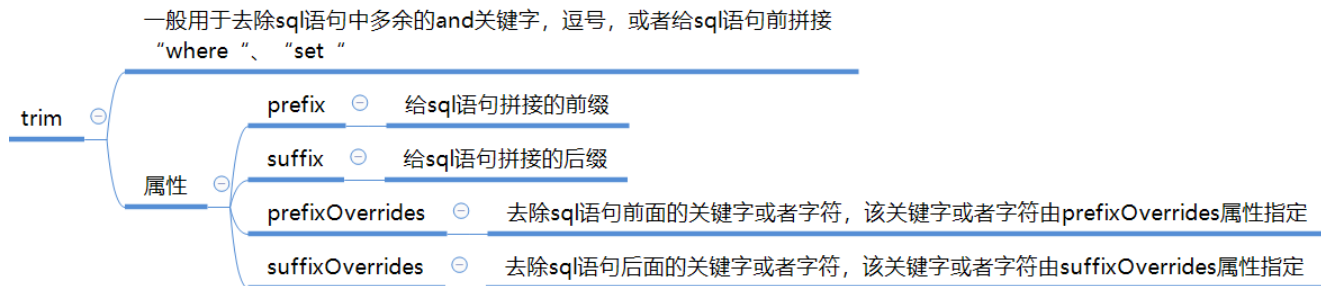 一般用于去除sql语句中多余的and关键字，逗号，或者给sql语句前拼接
“where“、“set“
trim
属性
prefix 给sql语句拼接的前缀
suffix 给sql语句拼接的后缀
prefixOverrides 去除sql语句前面的关键字或者字符，该关键字或者字符由prefixOverrides属性指定
suffixOverrides 去除sql语句后面的关键字或者字符，该关键字或者字符由suffixOverrides属性指定